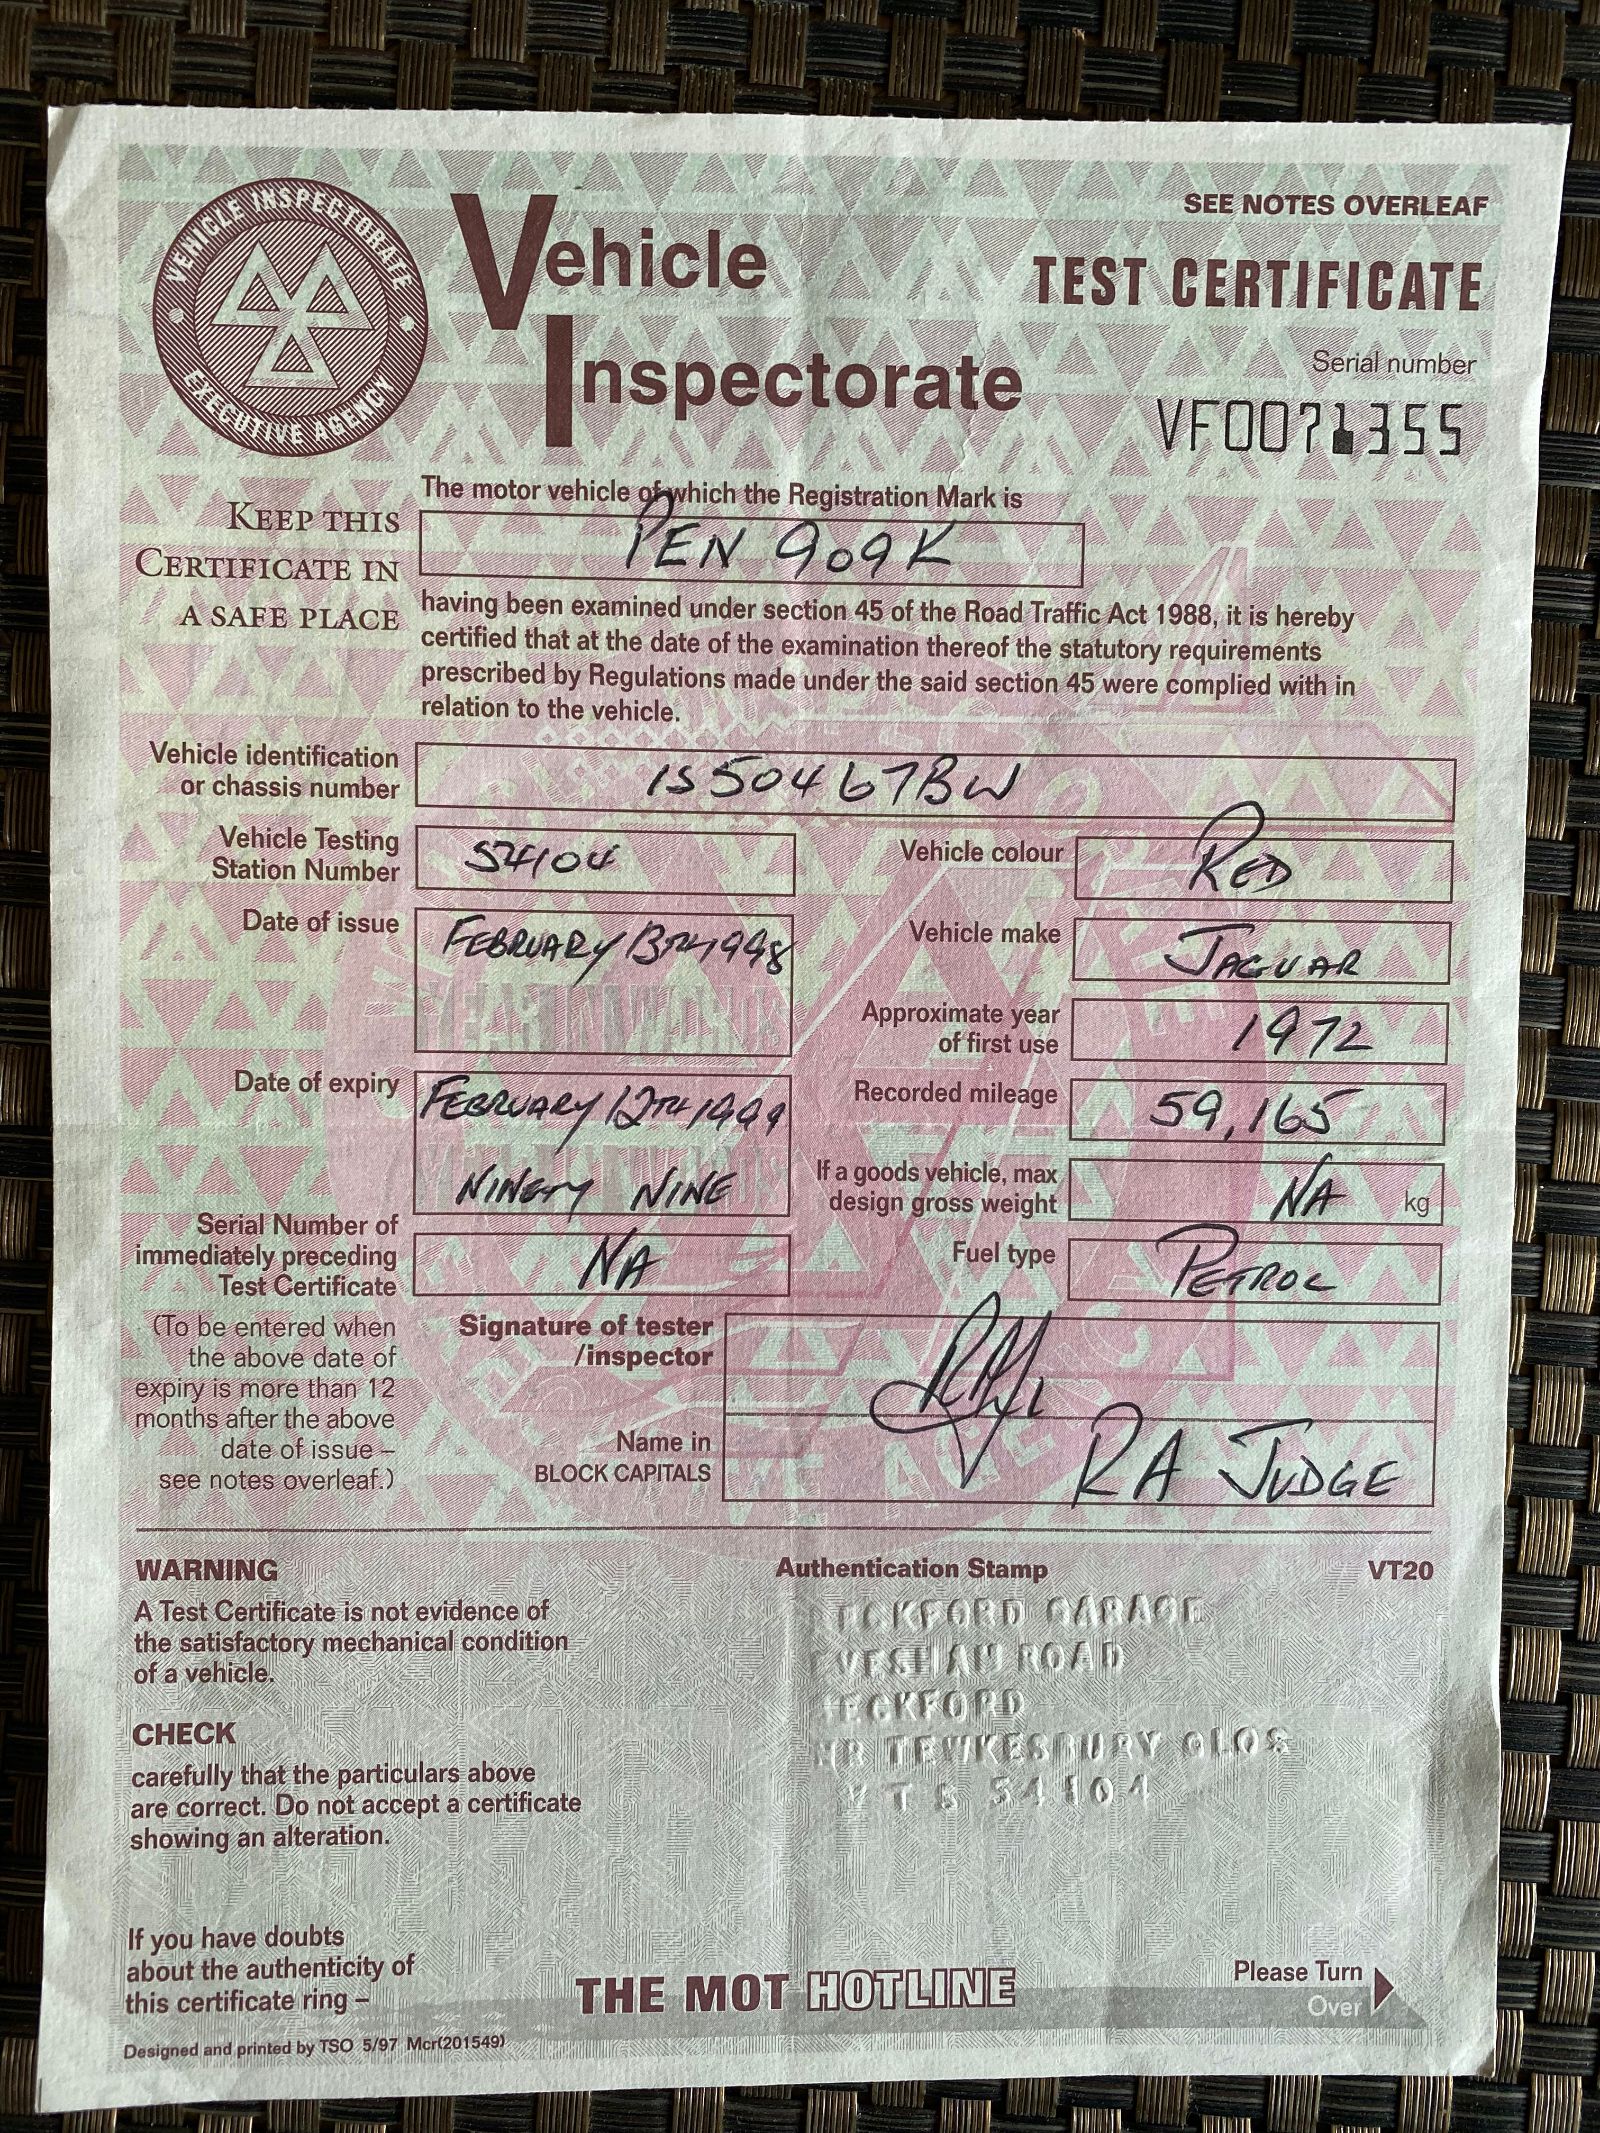 VEHICLE INSPECTORATE
EXECUTIVE AGENCY
Vehicle
Inspectorate
SEE NOTES OVERLEAF
TEST CERTIFICATE
Serial number
VF0071355
KEEP THIS
CERTIFICATE IN
A SAFE PLACE
The motor vehicle of which the Registration Mark is
PEN 909K
having been examined under section 45 of the Road Traffic Act 1988, it is hereby
certified that at the date of the examination thereof the statutory requirements
prescribed by Regulations made under the said section 45 were complied with in
relation to the vehicle.
Vehicle identification
or chassis number
1S50467BW
Vehicle Testing
Station Number
54104
Vehicle colour
RED
Date of issue
FEBRUARY 13TH 1998
Vehicle make
JAGUAR
Approximate year
of first use
1972
Date of expiry
FEBRUARY 12TH 1999
NINETY NINE
Recorded mileage
59,165
If a goods vehicle, max
design gross weight
NA kg
Serial Number of
immediately preceding
Test Certificate
NA
Fuel type
PETROL
(To be entered when
the above date of
expiry is more than 12
months after the above
date of issue –
see notes overleaf.)
Signature of tester
/inspector
Name in
BLOCK CAPITALS
RA JUDGE
WARNING
A Test Certificate is not evidence of
the satisfactory mechanical condition
of a vehicle.
CHECK
carefully that the particulars above
are correct. Do not accept a certificate
showing an alteration.
Authentication Stamp
VT20
GARAGE
EVESHAM ROAD
NR TEWKESBURY GLOS
VTS 54104
If you have doubts
about the authenticity of
this certificate ring –
THE MOT HOTLINE
Please Turn
Over
Designed and printed by TSO 5/97 Mcr(201549)